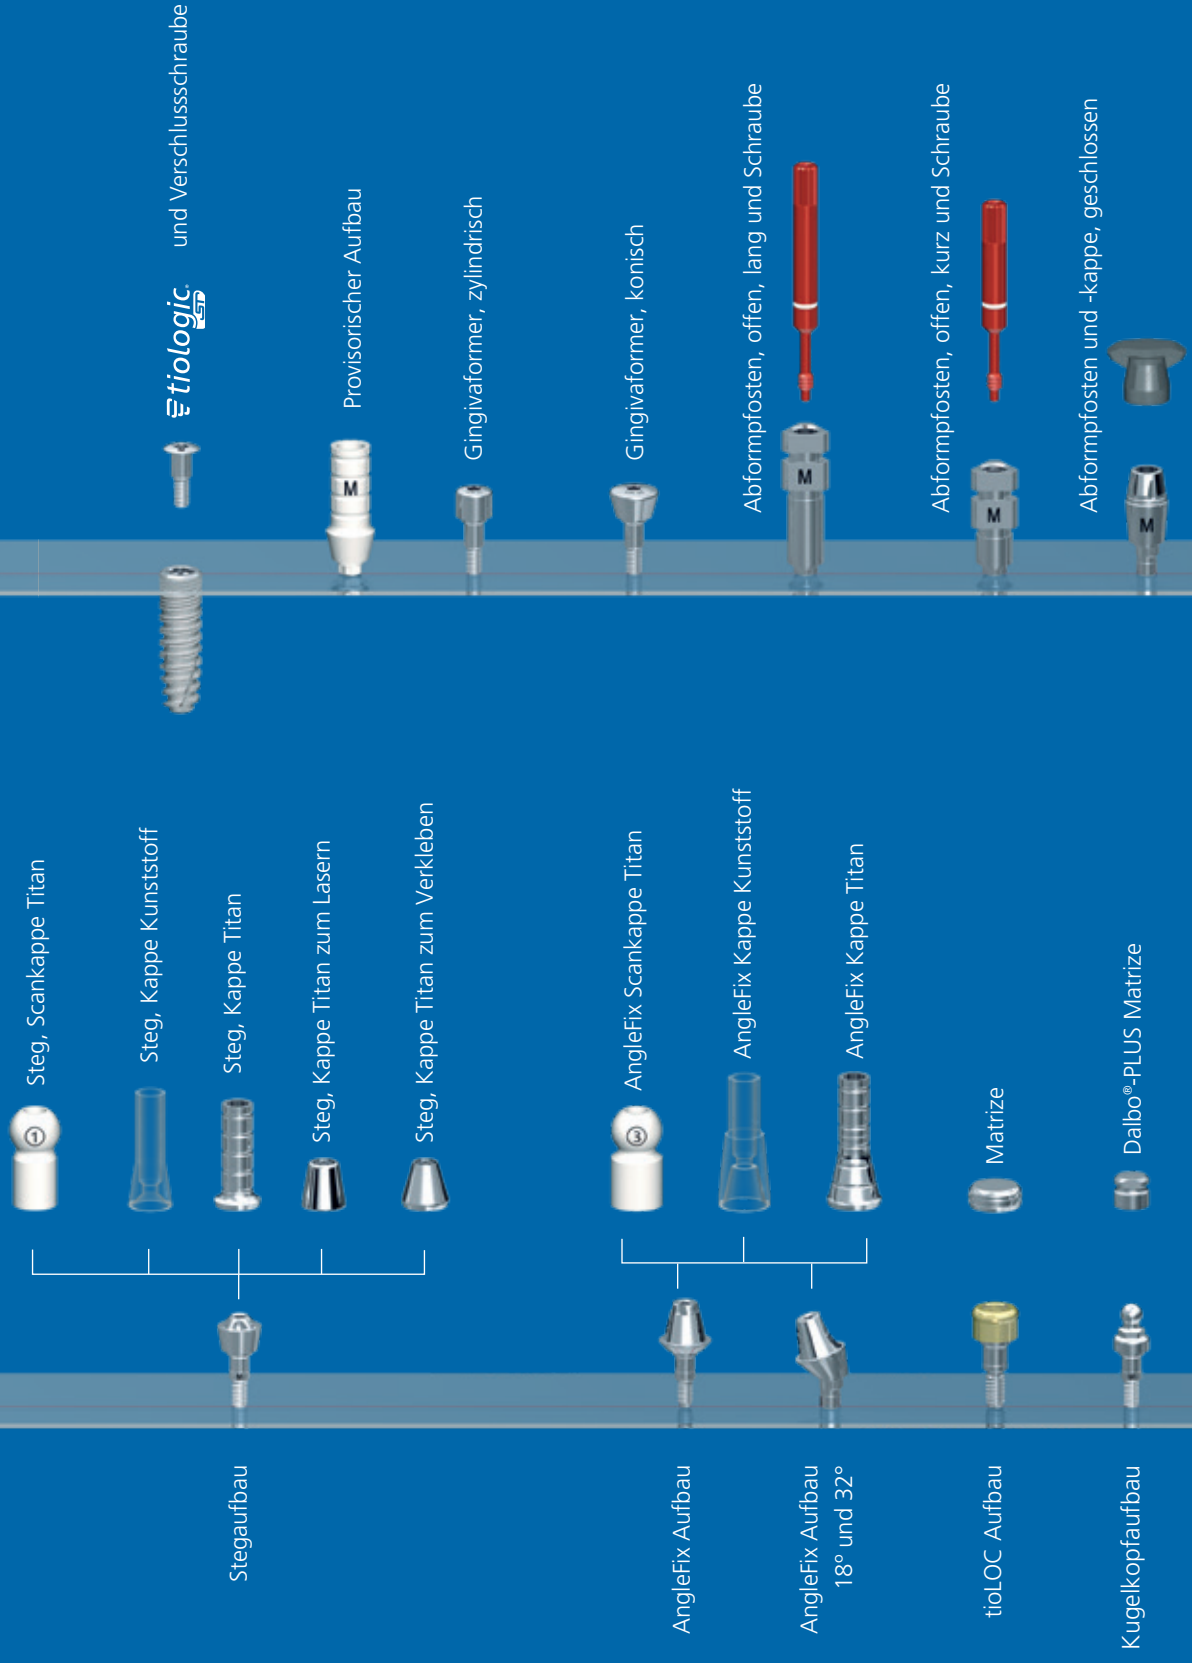 tiologic® ST und Verschlussschraube
Provisorischer Aufbau
M
Gingivaformer, zylindrisch
Gingivaformer, konisch
Abformpfosten, offen, lang und Schraube
M
Abformpfosten, offen, kurz und Schraube
M
Abformpfosten und -kappe, geschlossen
M
Steg, Scankappe Titan
1
Steg, Kappe Kunststoff
Steg, Kappe Titan
Steg, Kappe Titan zum Lasern
Steg, Kappe Titan zum Verkleben
Stegaufbau
AngleFix Scankappe Titan
3
AngleFix Kappe Kunststoff
AngleFix Kappe Titan
AngleFix Aufbau
AngleFix Aufbau
18° und 32°
Matrize
tioLOC Aufbau
Dalbo®-PLUS Matrize
Kugelkopfaufbau